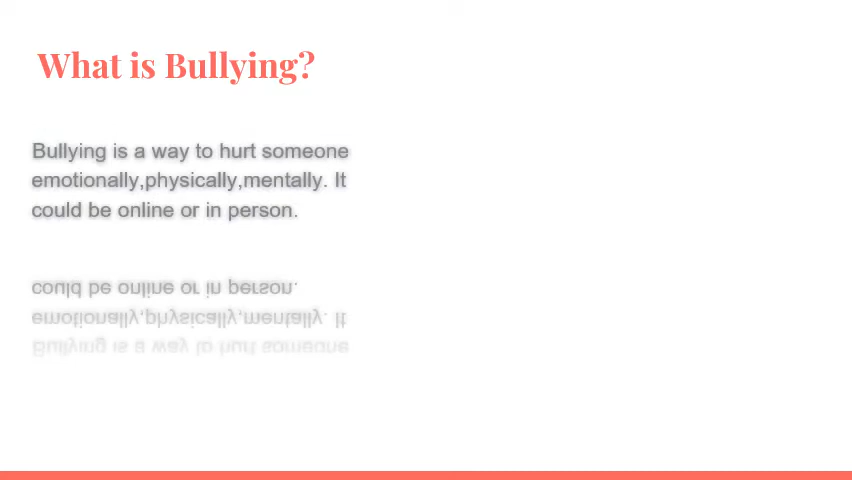 What is Bullying?
Bullying is a way to hurt someone
emotionally,physically,mentally. It
could be online or in person.